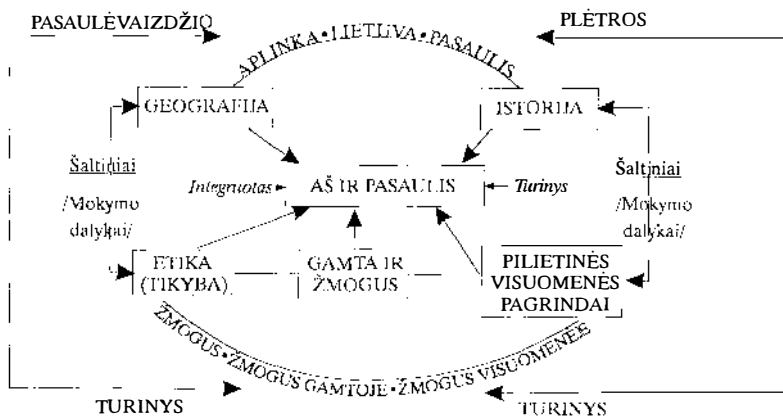 PASAULĖVAIZDŽIO
PLĖTROS
APLINKA•LIETUVA•PASAULIS
GEOGRAFIJA
ISTORIJA
Šaltiniai
/Mokymo
dalykai/
Integruotas
AŠ IR PASAULIS
Turinys
Šaltiniai
/Mokymo
dalykai/
ETIKA
(TIKYBA)
GAMTA IR
ŽMOGUS
PILIETINĖS
VISUOMENĖS
PAGRINDAI
ŽMOGUS•ŽMOGUS GAMTOJE•ŽMOGUS VISUOMENĖE
TURINYS
TURINYS